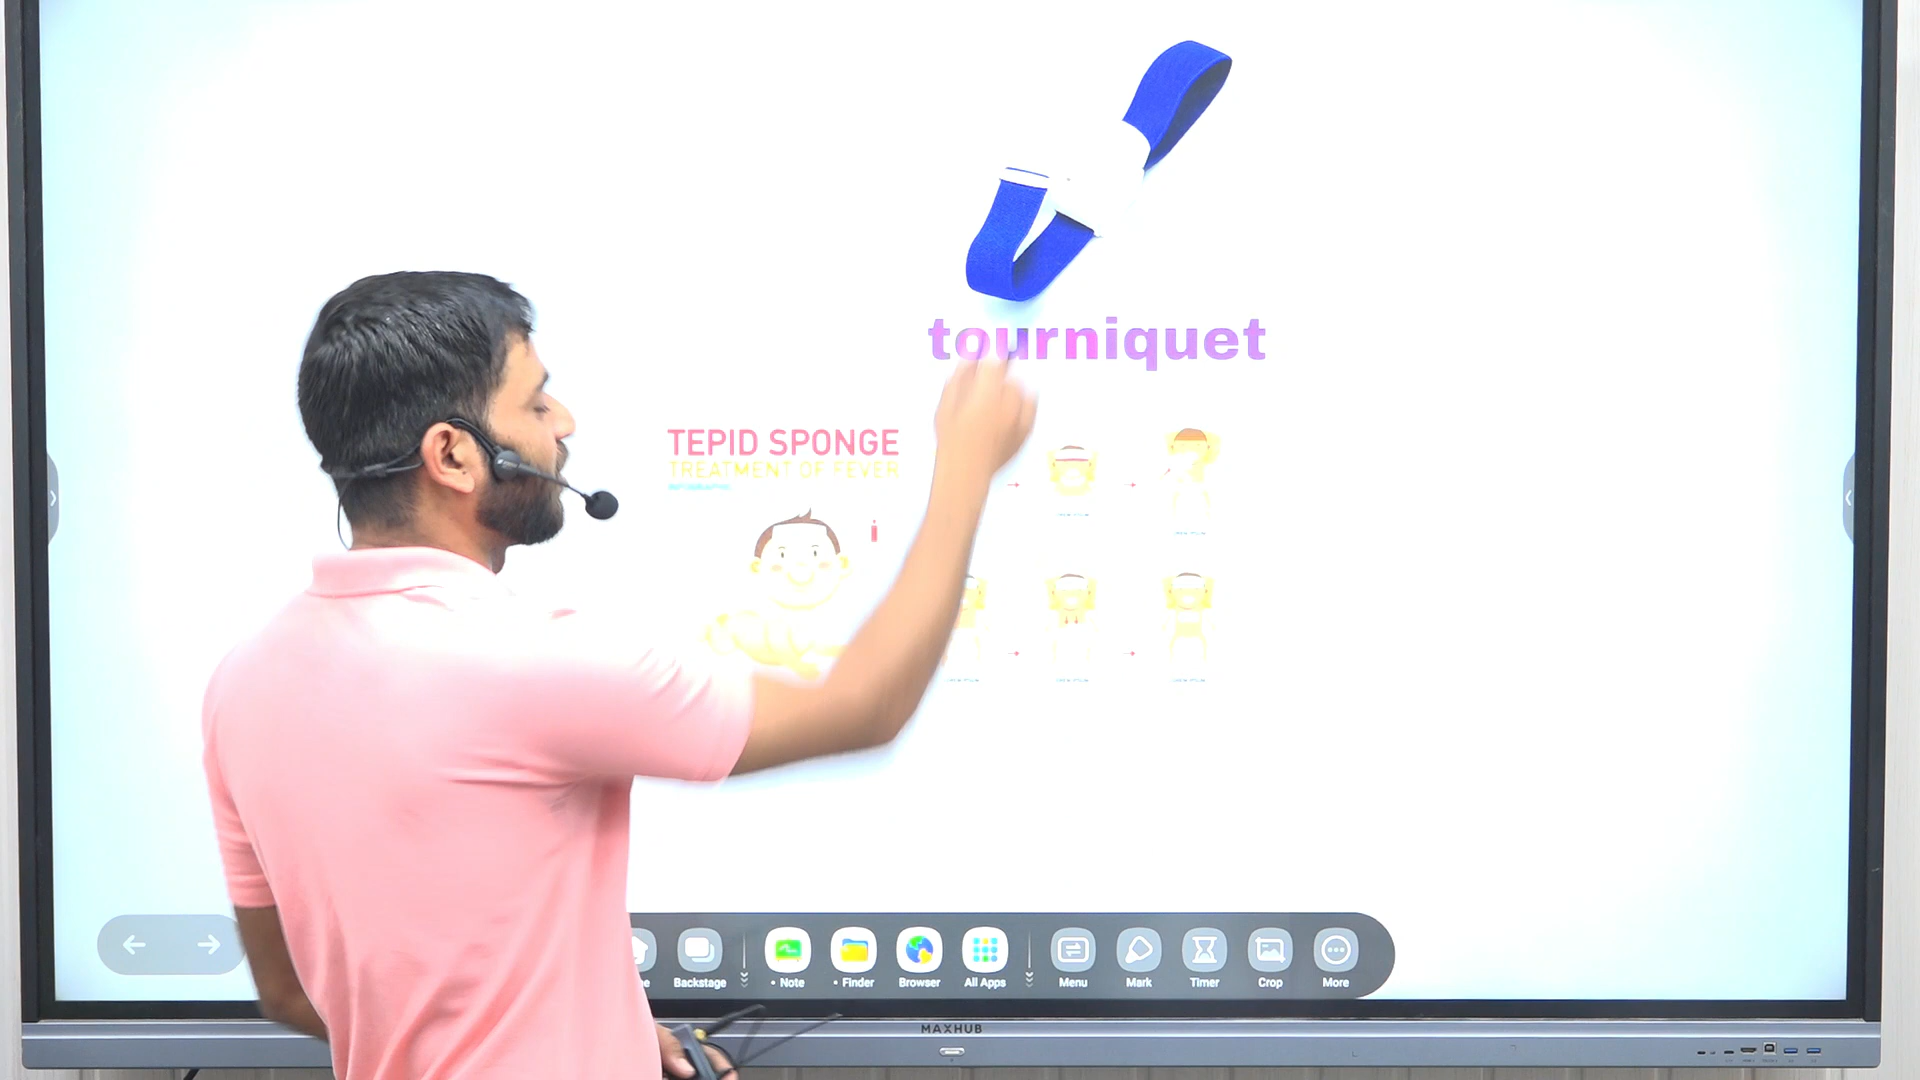 tourniquet
TEPID SPONGE
TREATMENT OF FEVER
Backstage
Note
Finder
Browser
All Apps
Menu
Mark
Timer
Crop
More
MAXHUB